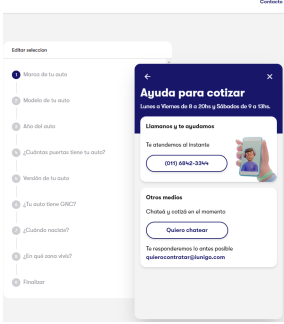 Contacto
Editar seleccion
1 Marca de tu auto
2 Modelo de tu auto
3 Año del auto
4 ¿Cuántas puertas tiene tu auto?
5 Versión de tu auto
6 ¿Tu auto tiene GNC?
7 ¿Cuándo naciste?
8 ¿En qué zona vivís?
9 Finalizar
Ayuda para cotizar
Lunes a Viernes de 8 a 20hs y Sábados de 9 a 13hs.
Llamanos y te ayudamos
Te atendemos al instante
(011) 6842-3344
Otros medios
Chateá y cotizá en el momento
Quiero chatear
Te responderemos lo antes posible
quierocontratar@iunigo.com